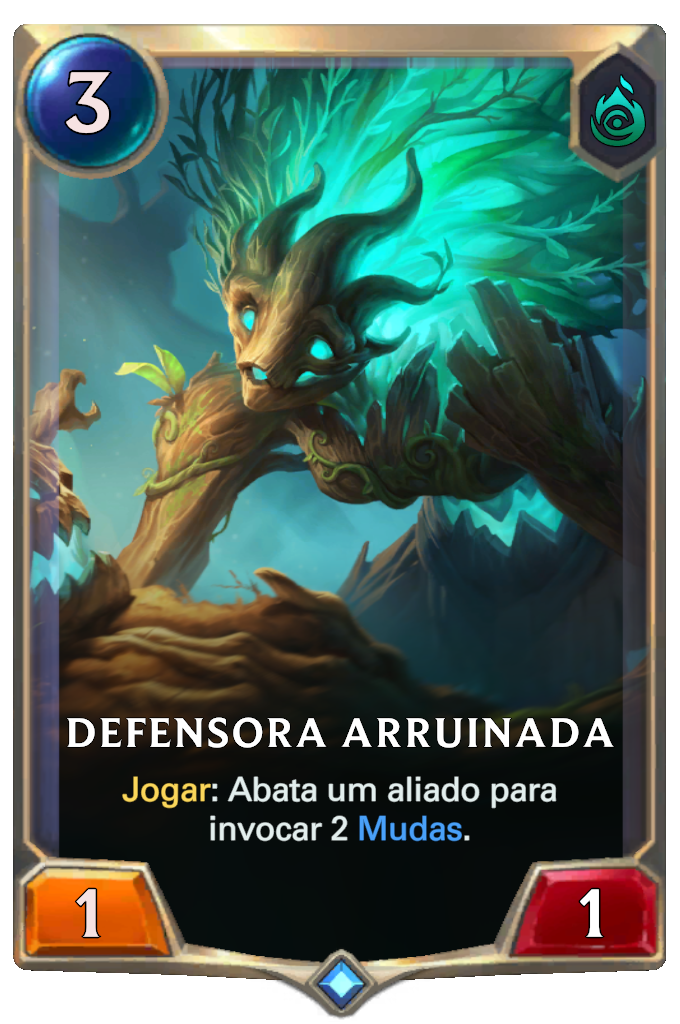 3
DEFENSORA ARRUINADA
Jogar: Abata um aliado para
invocar 2 Mudas.
1
1